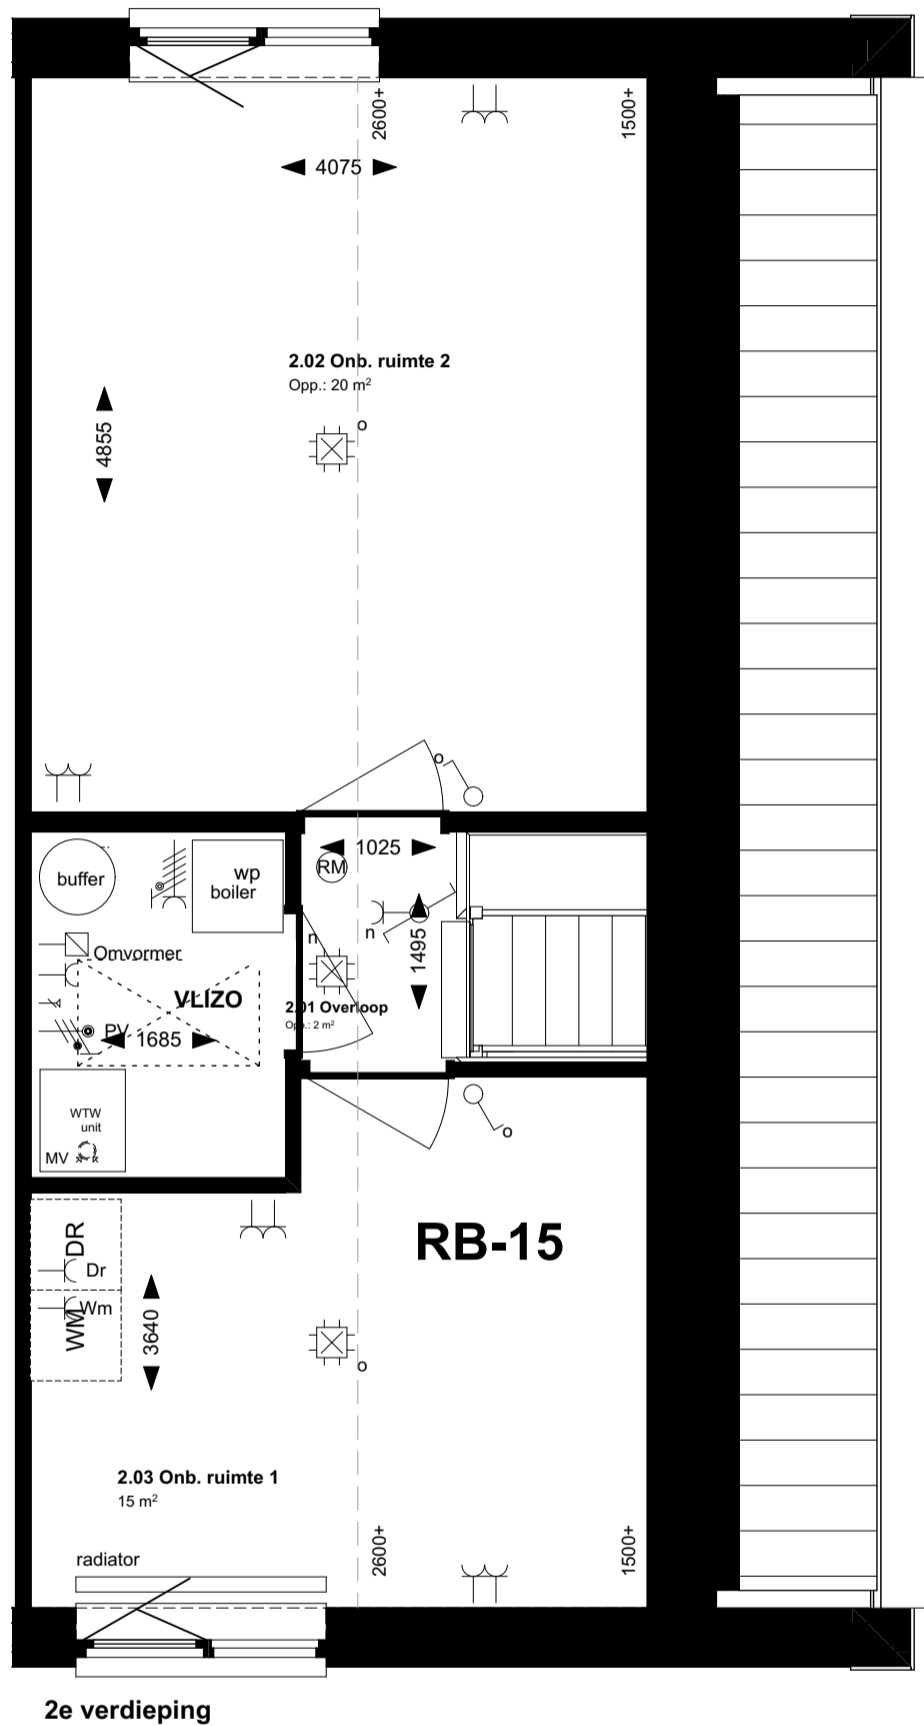 2600+
1500+
4075
2.02 Onb. ruimte 2
Opp.: 20 m²
o
4855
o
1025
RM
buffer
wp
boiler
n
n
1495
Omvormer
VLIZO
2.01 Overloop
Opp.: 2 m²
PV
1685
WTW
unit
MV
o
RB-15
DR
Dr
WM
Wm
3640
o
2.03 Onb. ruimte 1
15 m²
2600+
1500+
radiator
2e verdieping